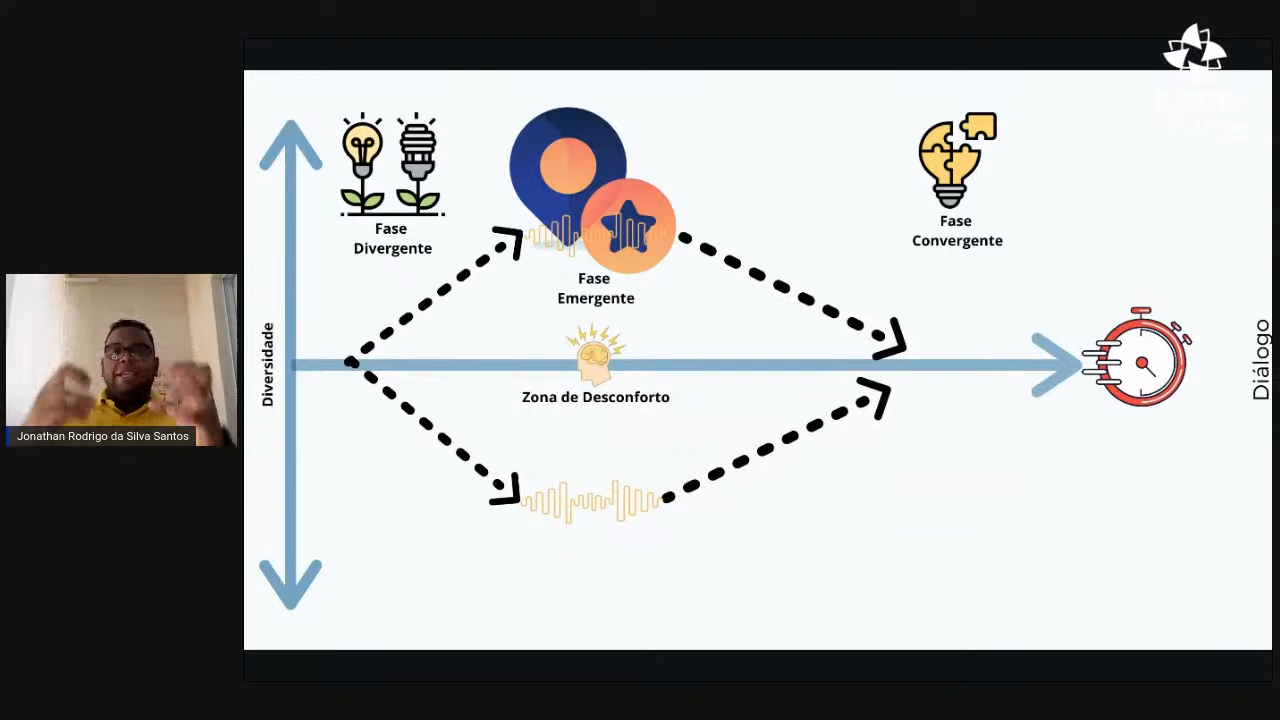 Fase
Divergente
Fase
Emergente
Fase
Convergente
Diversidade
Zona de Desconforto
Diálogo
Jonathan Rodrigo da Silva Santos